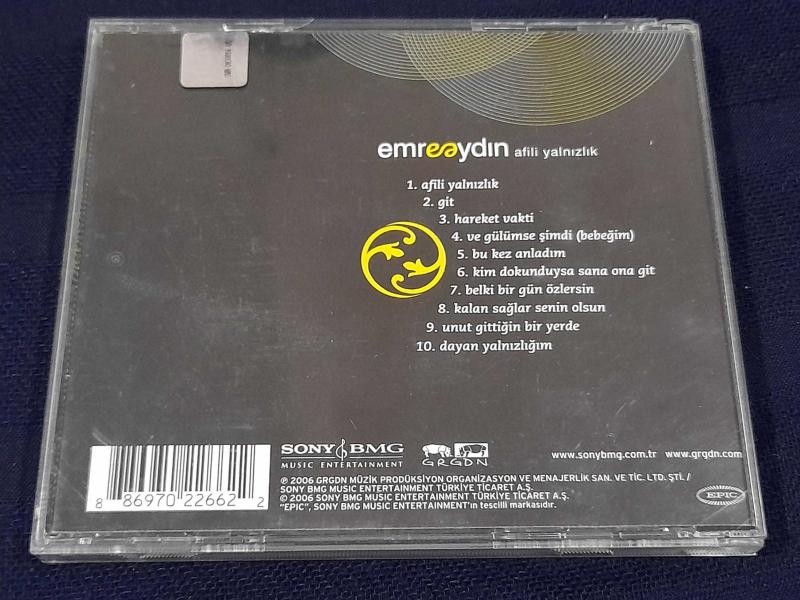 emreaydın afili yalnızlık
1. afili yalnızlık
2. git
3. hareket vakti
4. ve gülümse şimdi (bebeğim)
5. bu kez anladım
6. kim dokunduysa sana ona git
7. belki bir gün özlersin
8. kalan sağlar senin olsun
9. unut gittiğin bir yerde
10. dayan yalnızlığım
8 86970 22662 2
SONY BMG
MUSIC ENTERTAINMENT
GRGDN
www.sonybmg.com.tr www.grgdn.com
℗ 2006 GRGDN MÜZİK PRODÜKSİYON ORGANİZASYON VE MENAJERLİK SAN. VE TİC. LTD. ŞTİ. /
SONY BMG MUSIC ENTERTAINMENT TÜRKİYE TİCARET A.Ş.
© 2006 SONY BMG MUSIC ENTERTAINMENT TÜRKİYE TİCARET A.Ş.
"EPIC", SONY BMG MUSIC ENTERTAINMENT'ın tescilli markasıdır.
EPIC